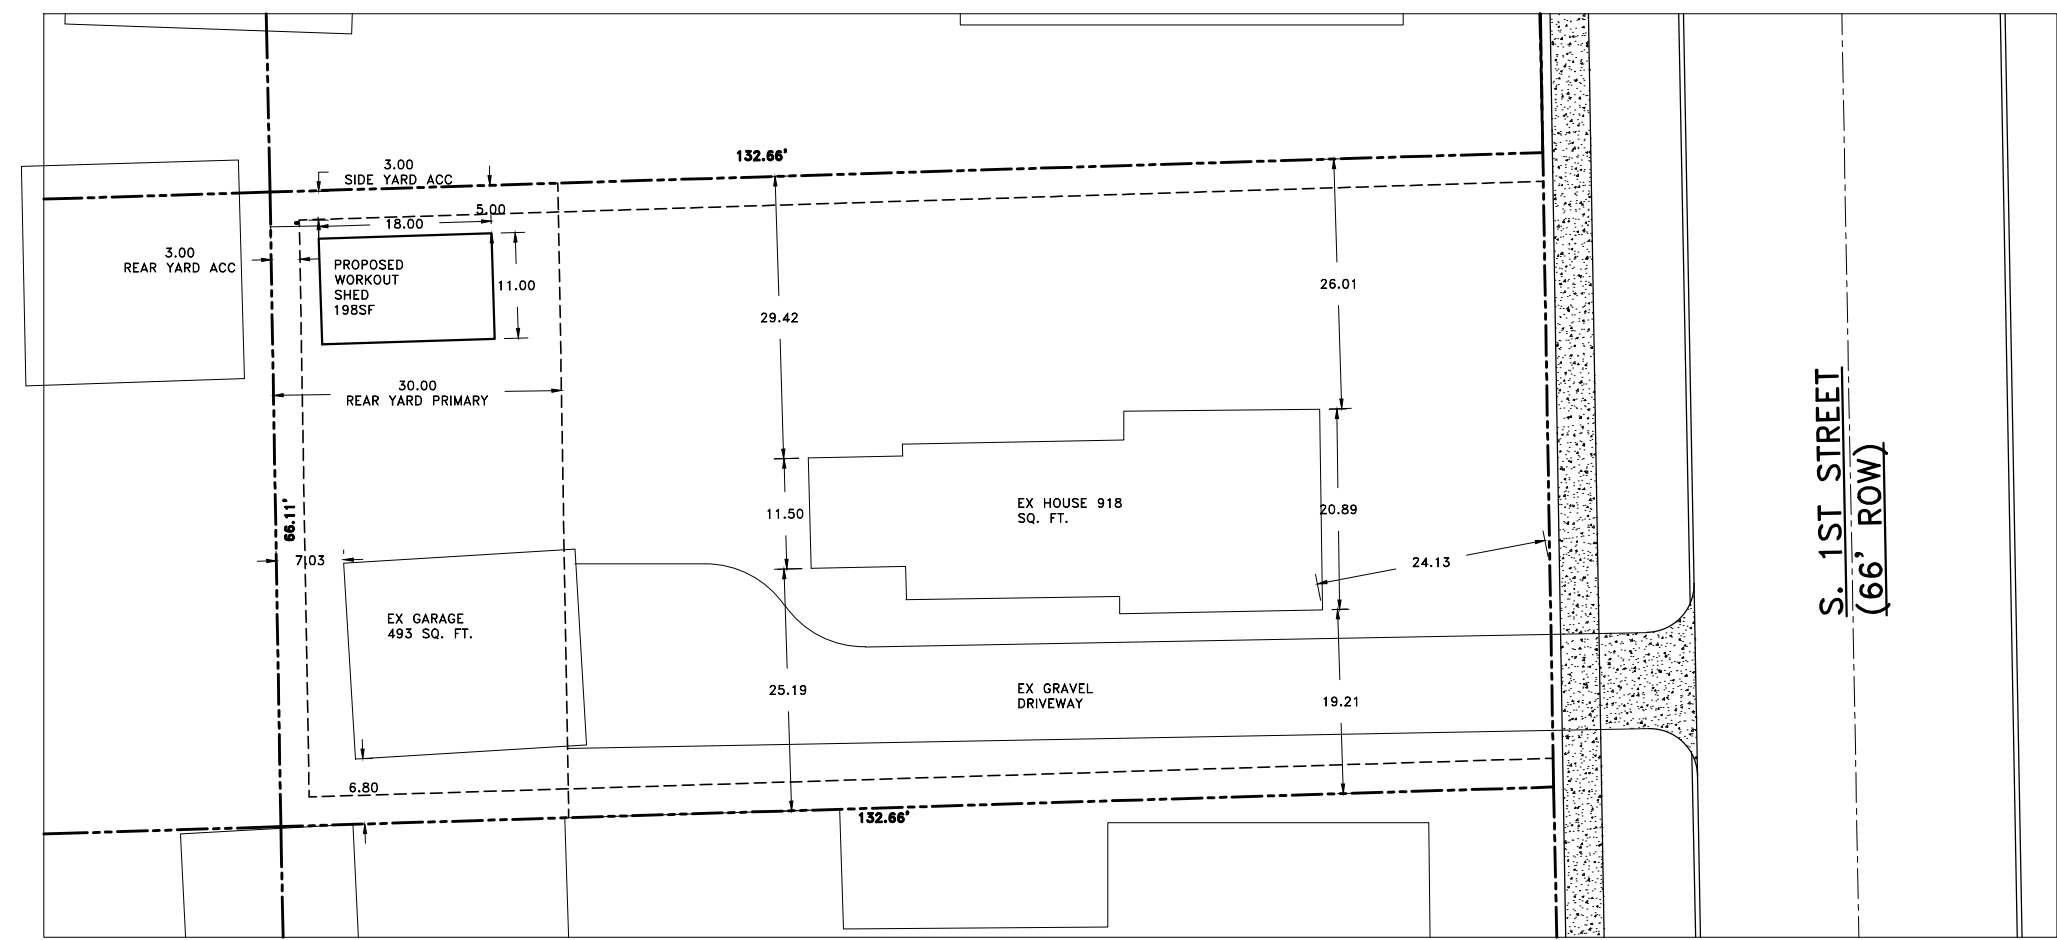 132.66'
3.00
SIDE YARD ACC
5.00
18.00
3.00
REAR YARD ACC
PROPOSED
WORKOUT
SHED
198SF
11.00
29.42
26.01
30.00
REAR YARD PRIMARY
66.11'
7.03
11.50
EX HOUSE 918
SQ. FT.
20.89
24.13
S. 1ST STREET
(66' ROW)
EX GARAGE
493 SQ. FT.
25.19
EX GRAVEL
DRIVEWAY
19.21
6.80
132.66'